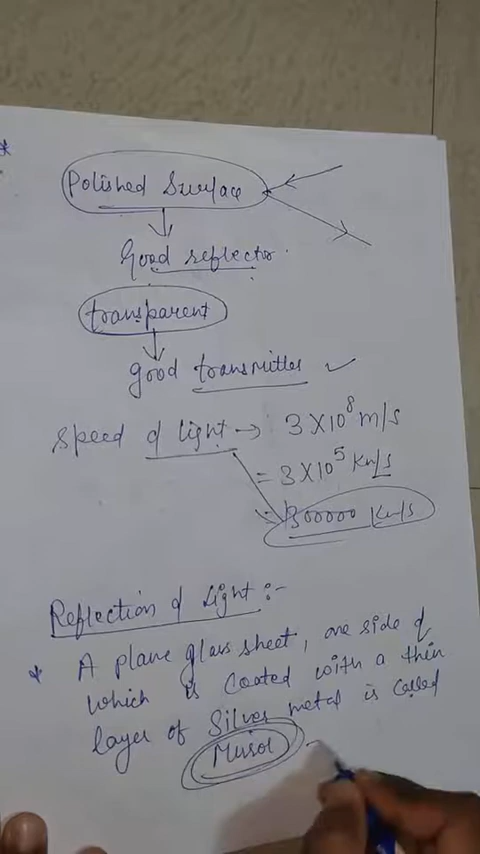 *
Polished Surface
Good reflector.
transparent
good transmitter ✓
Speed of light → 3×10⁸ m/s
= 3×10⁵ Km/s
300000 Km/s
Reflection of Light :-
* A plane glass sheet, one side of
which is coated with a thin
layer of Silver metal is called
Mirror